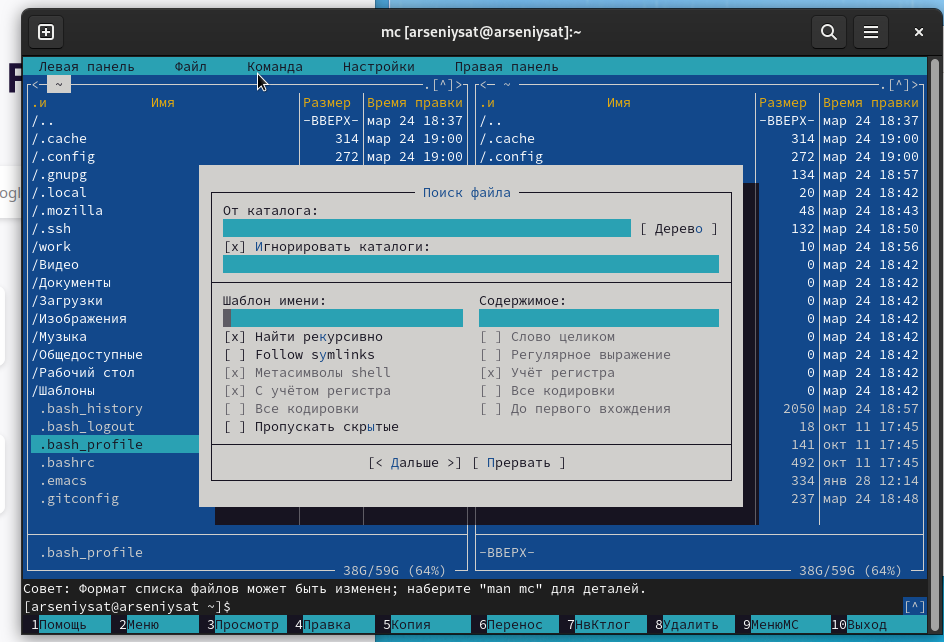 mc [arseniysat@arseniysat]:~
Левая панель Файл Команда Настройки Правая панель
<─ ~ .[^]> <─ ~ .[^]>
.и Имя Размер Время правки .и Имя Размер Время правки
/.. -ВВЕРХ- мар 24 18:37 /.. -ВВЕРХ- мар 24 18:37
/.cache 314 мар 24 19:00 /.cache 314 мар 24 19:00
/.config 272 мар 24 19:00 /.config 272 мар 24 19:00
/.gnupg 134 мар 24 18:57
/.local 20 мар 24 18:42
/.mozilla 48 мар 24 18:43
/.ssh 132 мар 24 18:50
/work 10 мар 24 18:56
/Видео 0 мар 24 18:42
/Документы 0 мар 24 18:42
/Загрузки 0 мар 24 18:42
/Изображения 0 мар 24 18:42
/Музыка 0 мар 24 18:42
/Общедоступные 0 мар 24 18:42
/Рабочий стол 0 мар 24 18:42
/Шаблоны 0 мар 24 18:42
.bash_history 2050 мар 24 18:57
.bash_logout 18 окт 11 17:45
.bash_profile 141 окт 11 17:45
.bashrc 492 окт 11 17:45
.emacs 334 янв 28 12:14
.gitconfig 237 мар 24 18:48
Поиск файла
От каталога:
[ Дерево ]
[x] Игнорировать каталоги:
Шаблон имени: Содержимое:
[x] Найти рекурсивно [ ] Слово целиком
[ ] Follow symlinks [ ] Регулярное выражение
[x] Метасимволы shell [x] Учёт регистра
[x] С учётом регистра [ ] Все кодировки
[ ] Все кодировки [ ] До первого вхождения
[ ] Пропускать скрытые
[< Дальше >] [ Прервать ]
.bash_profile -ВВЕРХ-
38G/59G (64%) 38G/59G (64%)
Совет: Формат списка файлов может быть изменен; наберите "man mc" для деталей.
[arseniysat@arseniysat ~]$ [^]
1Помощь 2Меню 3Просмотр 4Правка 5Копия 6Перенос 7НвКтлог 8Удалить 9МенюМС 10Выход